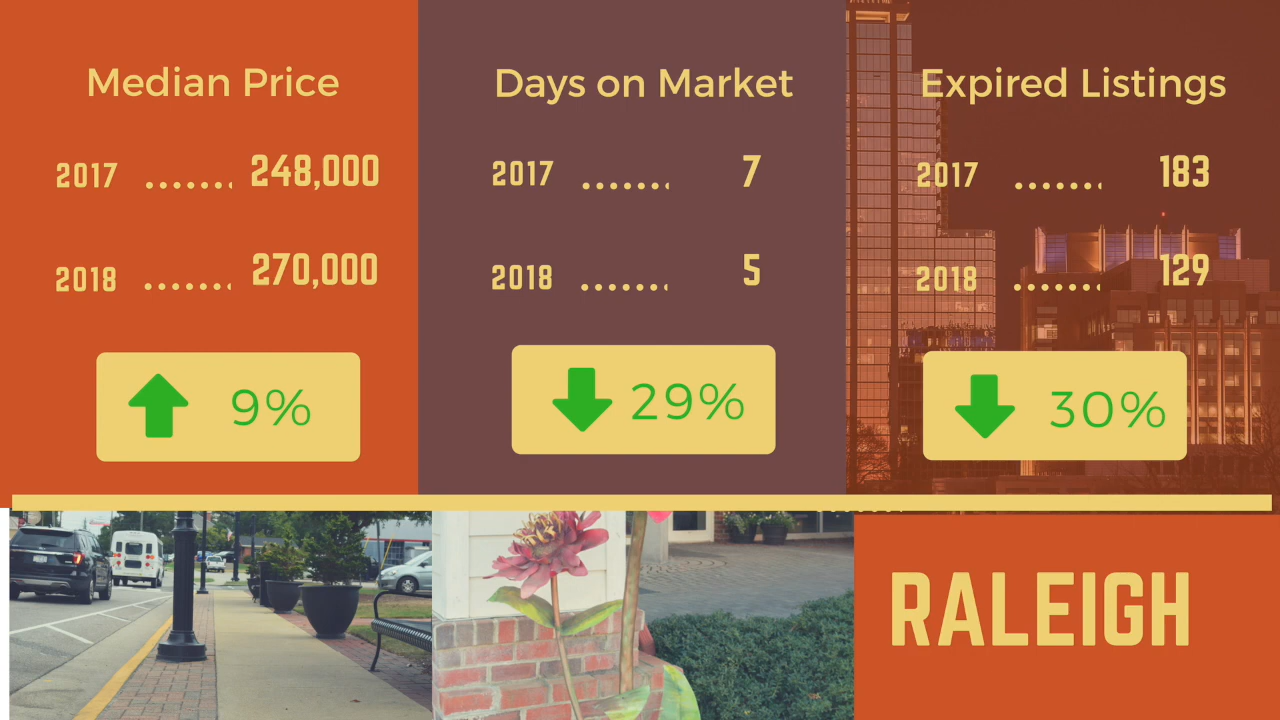 Median Price
2017 ....... 248,000
2018 ....... 270,000
9%
Days on Market
2017 ....... 7
2018 ....... 5
29%
Expired Listings
2017 ....... 183
2018 ....... 129
30%
RALEIGH